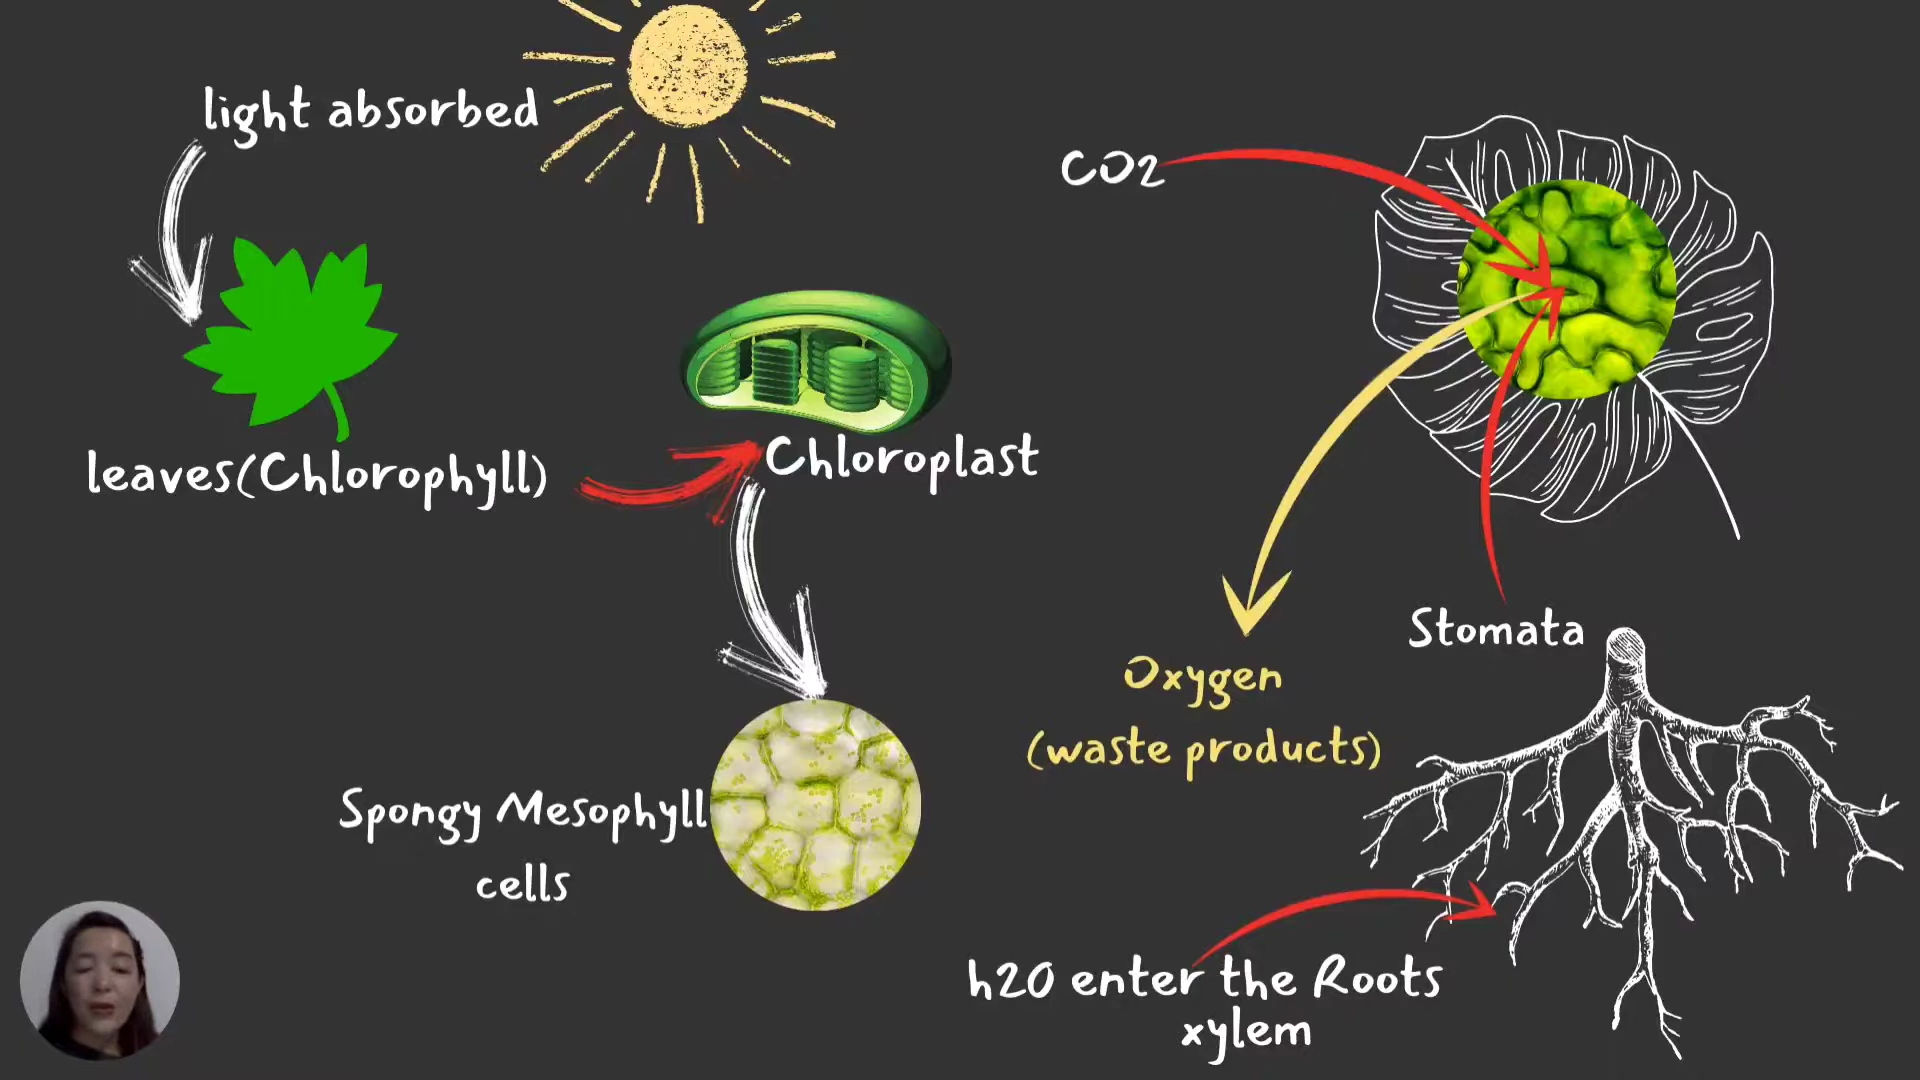 light absorbed
leaves(Chlorophyll)
Chloroplast
Spongy Mesophyll
cells
CO2
Stomata
Oxygen
(waste products)
h2O enter the Roots
xylem